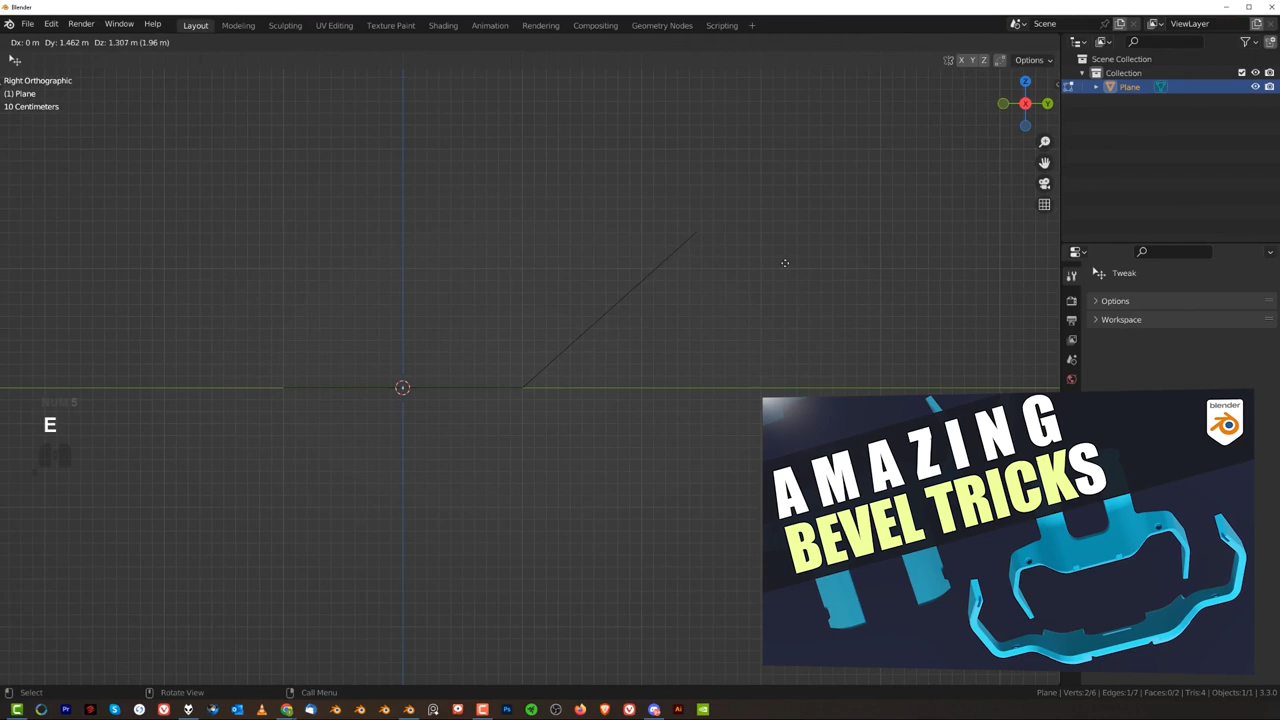 Blender
File Edit Render Window Help
Layout Modeling Sculpting UV Editing Texture Paint Shading Animation Rendering Compositing Geometry Nodes Scripting +
Scene
ViewLayer
Dx: 0 m Dy: 1.462 m Dz: 1.307 m (1.96 m)
X Y Z
Options
Right Orthographic
(1) Plane
10 Centimeters
Scene Collection
Collection
Plane
Z
X
Y
Tweak
Options
Workspace
NUM 5
E
AMAZING
BEVEL TRICKS
blender
Select
Rotate View
Call Menu
Plane | Verts:2/6 | Edges:1/7 | Faces:0/2 | Tris:4 | Objects:1/1 | 3.3.0